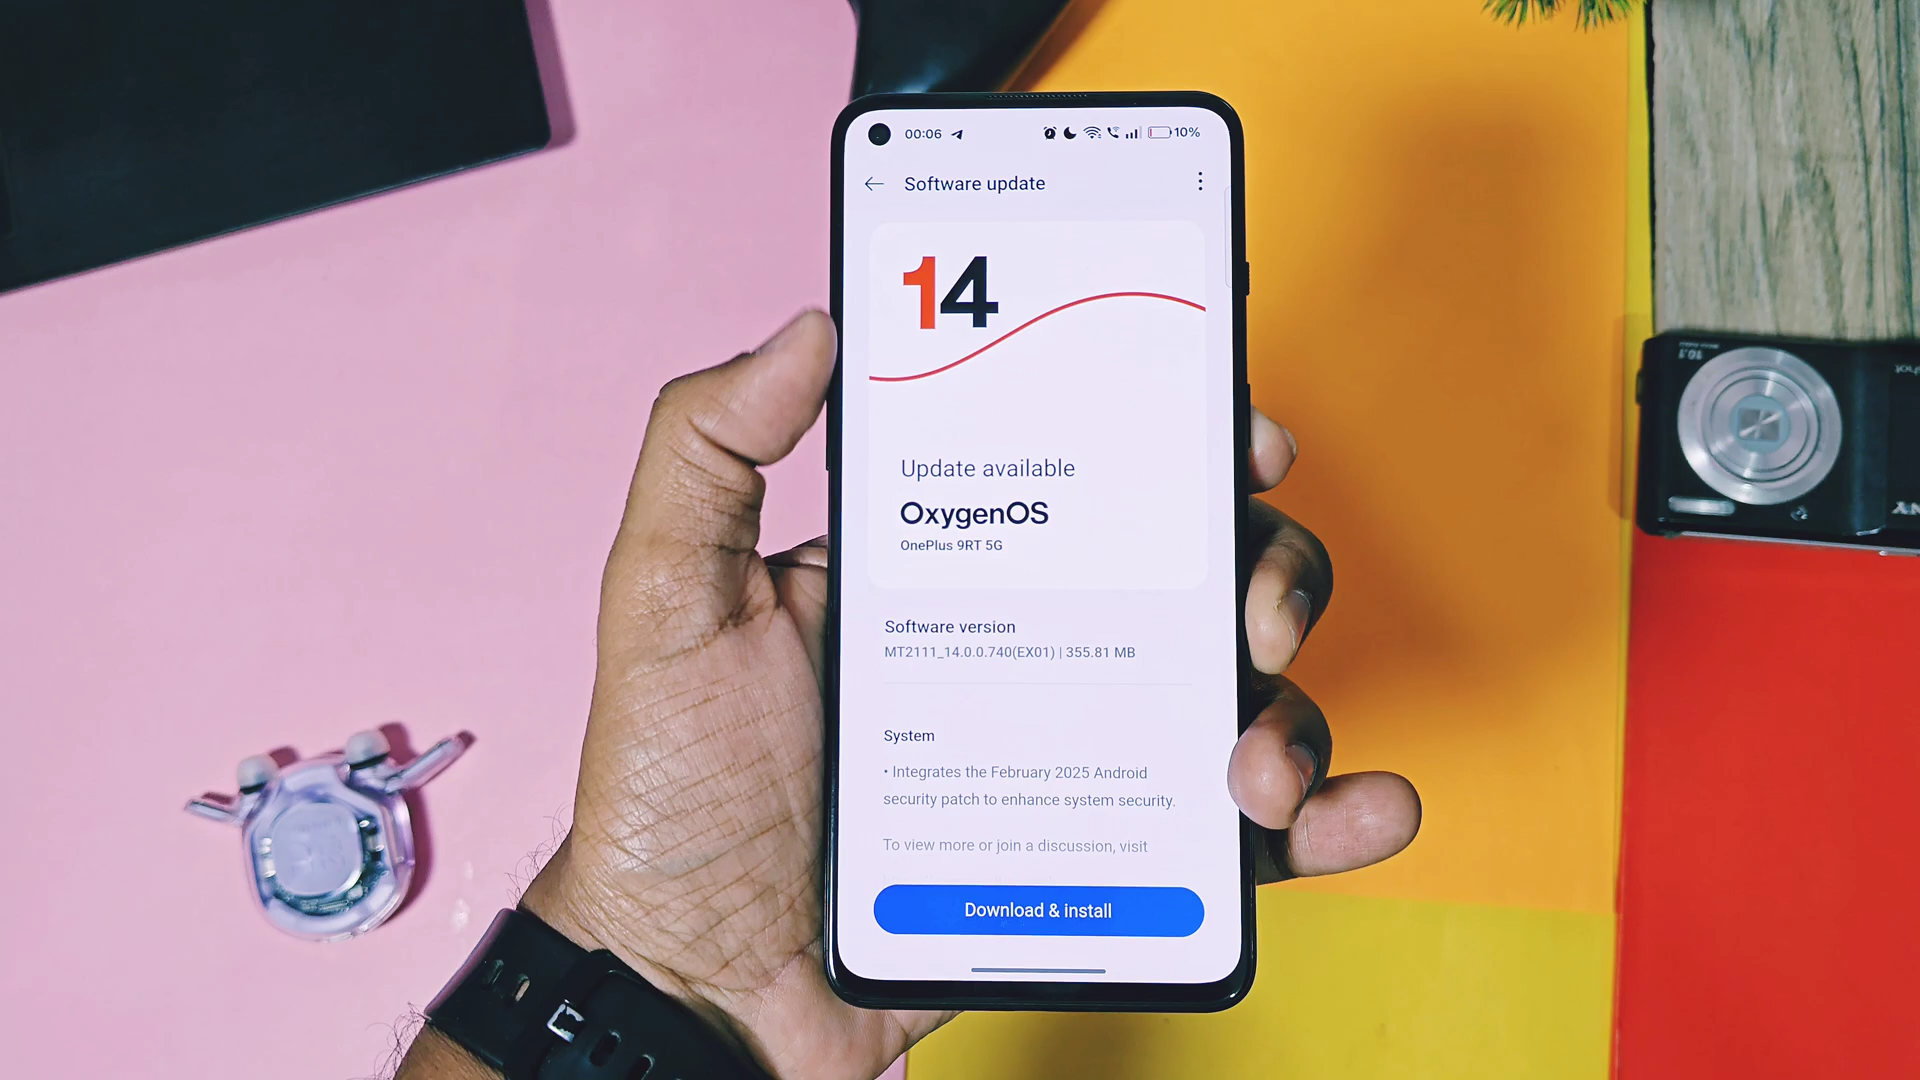 00:06
10%
Software update
14
Update available
OxygenOS
OnePlus 9RT 5G
Software version
MT2111_14.0.0.740(EX01) | 355.81 MB
System
• Integrates the February 2025 Android
security patch to enhance system security.
To view more or join a discussion, visit
Download & install
10.1